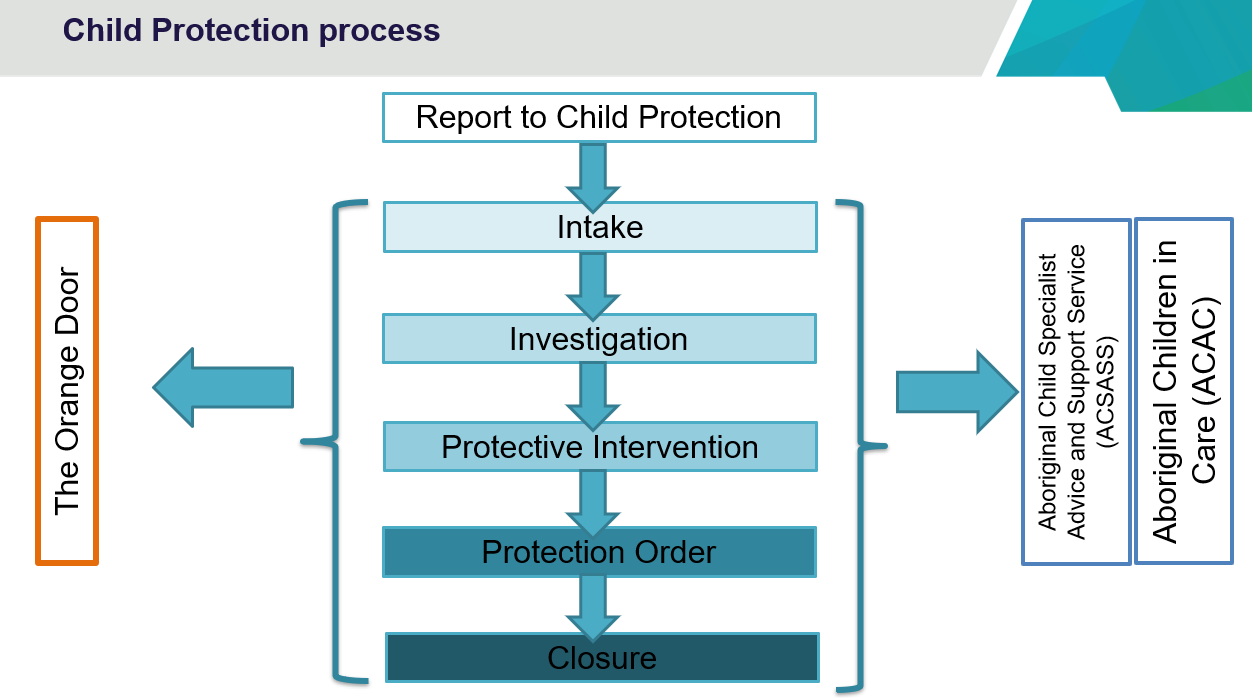 Child Protection process
Report to Child Protection
Intake
Investigation
Protective Intervention
Protection Order
Closure
The Orange Door
Aboriginal Child Specialist
Advice and Support Service
(ACSASS)
Aboriginal Children in
Care (ACAC)